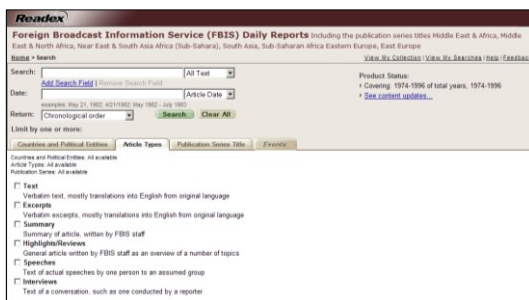 Readex
Foreign Broadcast Information Service (FBIS) Daily Reports Including the publication series titles Middle East & Africa, Middle
East & North Africa, Near East & South Asia Africa (Sub-Sahara), South Asia, Sub-Saharan Africa Eastern Europe, East Europe
Home > Search
View My Collection | View My Searches | Help | Feedbac
Search: All Text
Add Search Field | Remove Search Field
Product Status:
Covering: 1974-1996 of total years, 1974-1996
See content updates...
Date: Article Date
examples: May 21, 1982, 4/21/1982, May 1982 - July 1983
Return: Chronological order Search Clear All
Limit by one or more:
Countries and Political Entities Article Types Publication Series Title Events
Countries and Political Entities: All available
Article Types: All available
Publication Series: All available
Text
Verbatim text, mostly translations into English from original language
Excerpts
Verbatim excerpts, mostly translations into English from original language
Summary
Summary of article, written by FBIS staff
Highlights/Reviews
General article written by FBIS staff as an overview of a number of topics
Speeches
Text of actual speeches by one person to an assumed group
Interviews
Text of a conversation, such as one conducted by a reporter